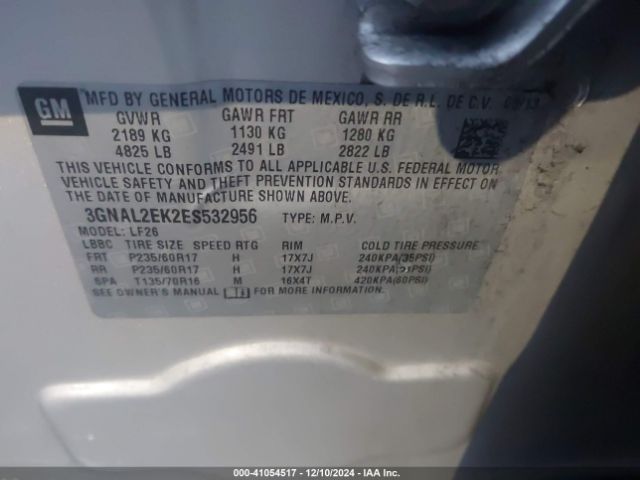 GM
MFD BY GENERAL MOTORS DE MEXICO, S. DE R.L. DE C.V.
GVWR GAWR FRT GAWR RR
2189 KG 1130 KG 1280 KG
4825 LB 2491 LB 2822 LB
THIS VEHICLE CONFORMS TO ALL APPLICABLE U.S. FEDERAL MOTOR
VEHICLE SAFETY AND THEFT PREVENTION STANDARDS IN EFFECT ON
THE DATE OF MANUFACTURE SHOWN ABOVE.
3GNAL2EK2ES532956 TYPE: M.P.V.
MODEL: LF26
LBBC TIRE SIZE SPEED RTG RIM COLD TIRE PRESSURE
FRT P235/60R17 H 17X7J 240KPA(35PSI)
RR P235/60R17 H 17X7J
SPA T135/70R16 M 16X4T 420KPA(60PSI)
SEE OWNER'S MANUAL FOR MORE INFORMATION.
000-41054517 - 12/10/2024 - IAA Inc.